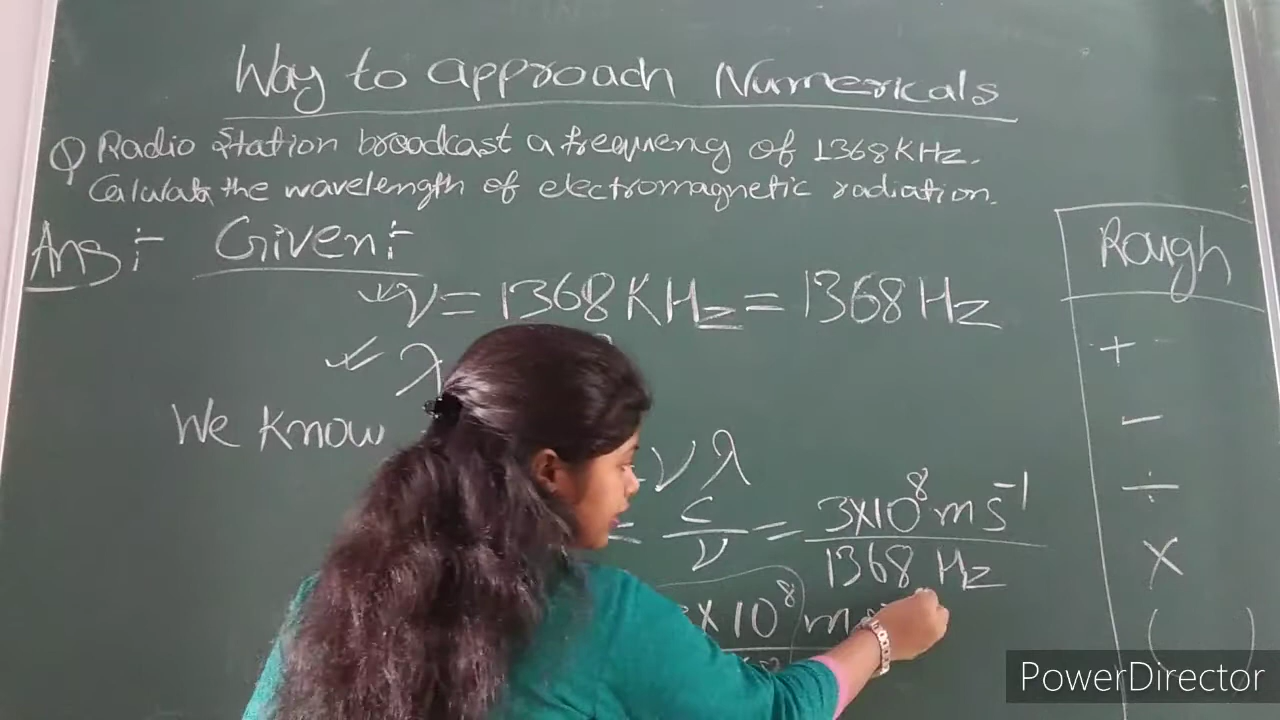 Way to approach Numericals
Q Radio Station broadcast a frequency of 1368 KHz.
Calculate the wavelength of electromagnetic radiation.
Ans :- Given :-
ν = 1368 KHz = 1368 Hz
λ
We know
ν λ
= c/ν = 3×10⁸ m s⁻¹ / 1368 Hz
× 10⁸ m
Rough
+
−
÷
×
( )
PowerDirector